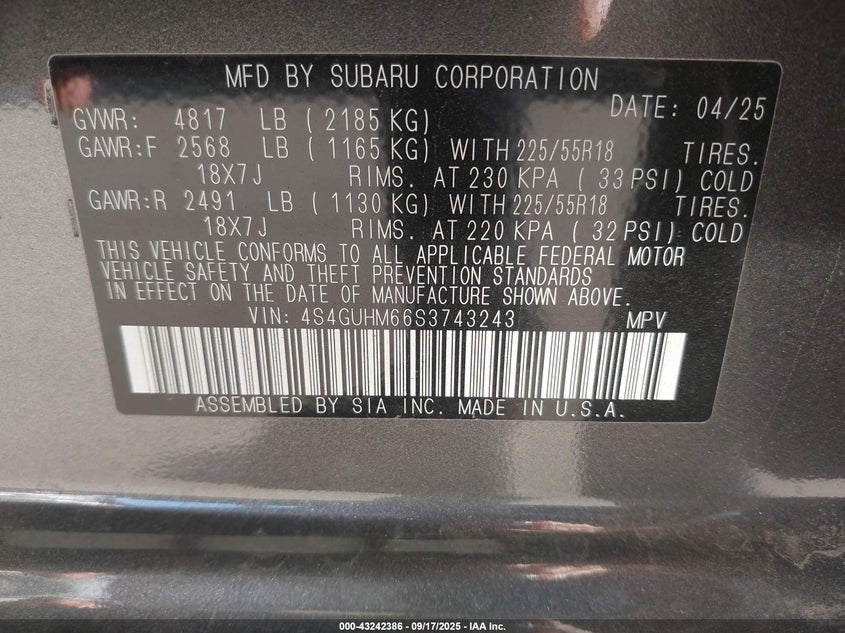 MFD BY SUBARU CORPORATION
DATE: 04/25
GVWR: 4817 LB ( 2185 KG)
GAWR:F 2568 LB ( 1165 KG) WITH 225/55R18 TIRES.
18X7J RIMS. AT 230 KPA ( 33 PSI) COLD
GAWR:R 2491 LB ( 1130 KG) WITH 225/55R18 TIRES.
18X7J RIMS. AT 220 KPA ( 32 PSI) COLD
THIS VEHICLE CONFORMS TO ALL APPLICABLE FEDERAL MOTOR
VEHICLE SAFETY AND THEFT PREVENTION STANDARDS
IN EFFECT ON THE DATE OF MANUFACTURE SHOWN ABOVE.
VIN: 4S4GUHM66S3743243 MPV
ASSEMBLED BY SIA INC. MADE IN U.S.A.
000-43242386 - 09/17/2025 - IAA Inc.